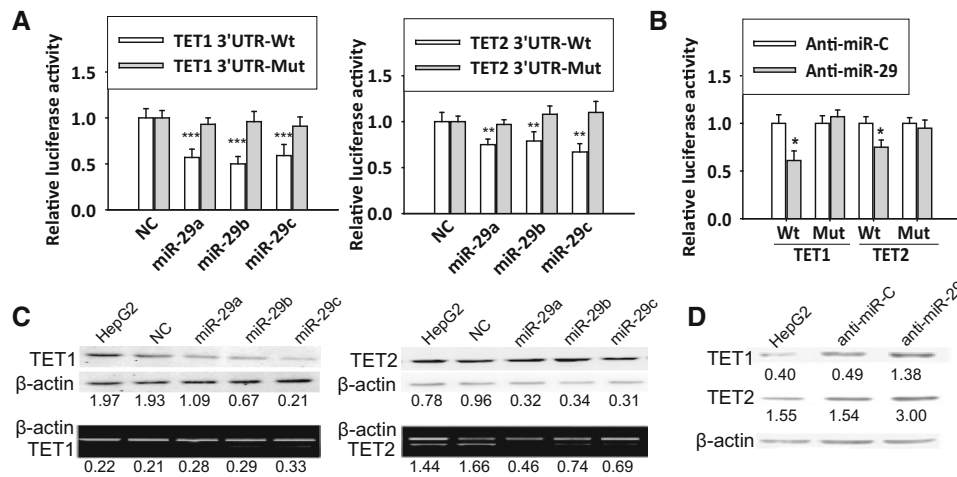 A
TET1 3'UTR-Wt
TET1 3'UTR-Mut
Relative luciferase activity
1.5
1.0
0.5
0.0
***
***
***
NC
miR-29a
miR-29b
miR-29c
TET2 3'UTR-Wt
TET2 3'UTR-Mut
Relative luciferase activity
1.5
1.0
0.5
0.0
**
**
**
NC
miR-29a
miR-29b
miR-29c
B
Anti-miR-C
Anti-miR-29
Relative luciferase activity
1.5
1.0
0.5
0.0
*
*
Wt Mut Wt Mut
TET1 TET2
C
HepG2 NC miR-29a miR-29b miR-29c
TET1
β-actin
1.97 1.93 1.09 0.67 0.21
β-actin
TET1
0.22 0.21 0.28 0.29 0.33
HepG2 NC miR-29a miR-29b miR-29c
TET2
β-actin
0.78 0.96 0.32 0.34 0.31
β-actin
TET2
1.44 1.66 0.46 0.74 0.69
D
HepG2 anti-miR-C anti-miR-29
TET1
0.40 0.49 1.38
TET2
1.55 1.54 3.00
β-actin